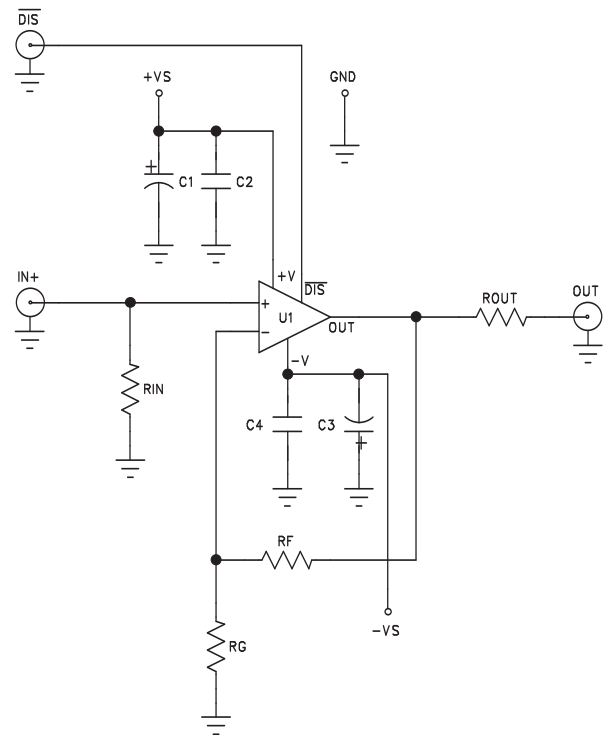 DIS
+VS
GND
+
C1
C2
IN+
+V
DIS
+
U1
−
OUT
ROUT
OUT
−V
RIN
C4
C3
+
RF
−VS
RG